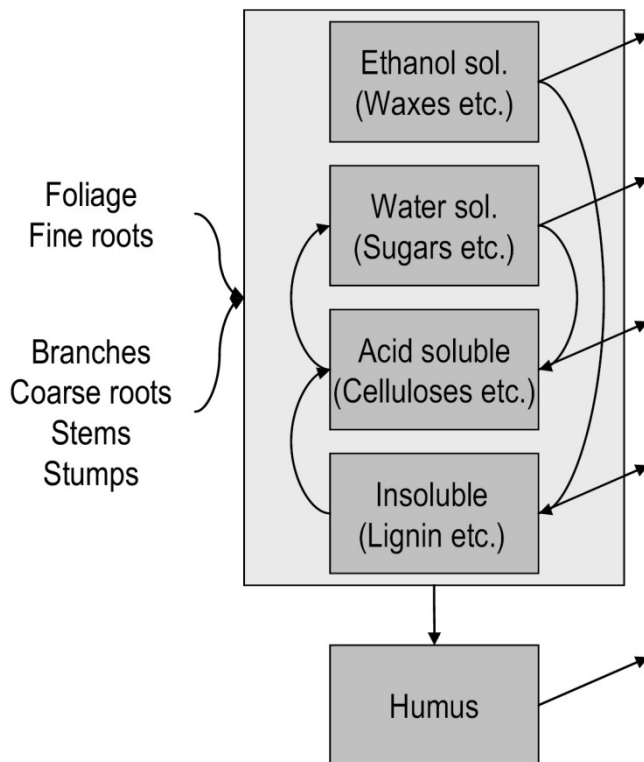 Ethanol sol.
(Waxes etc.)
Foliage
Fine roots
Water sol.
(Sugars etc.)
Branches
Coarse roots
Stems
Stumps
Acid soluble
(Celluloses etc.)
Insoluble
(Lignin etc.)
Humus